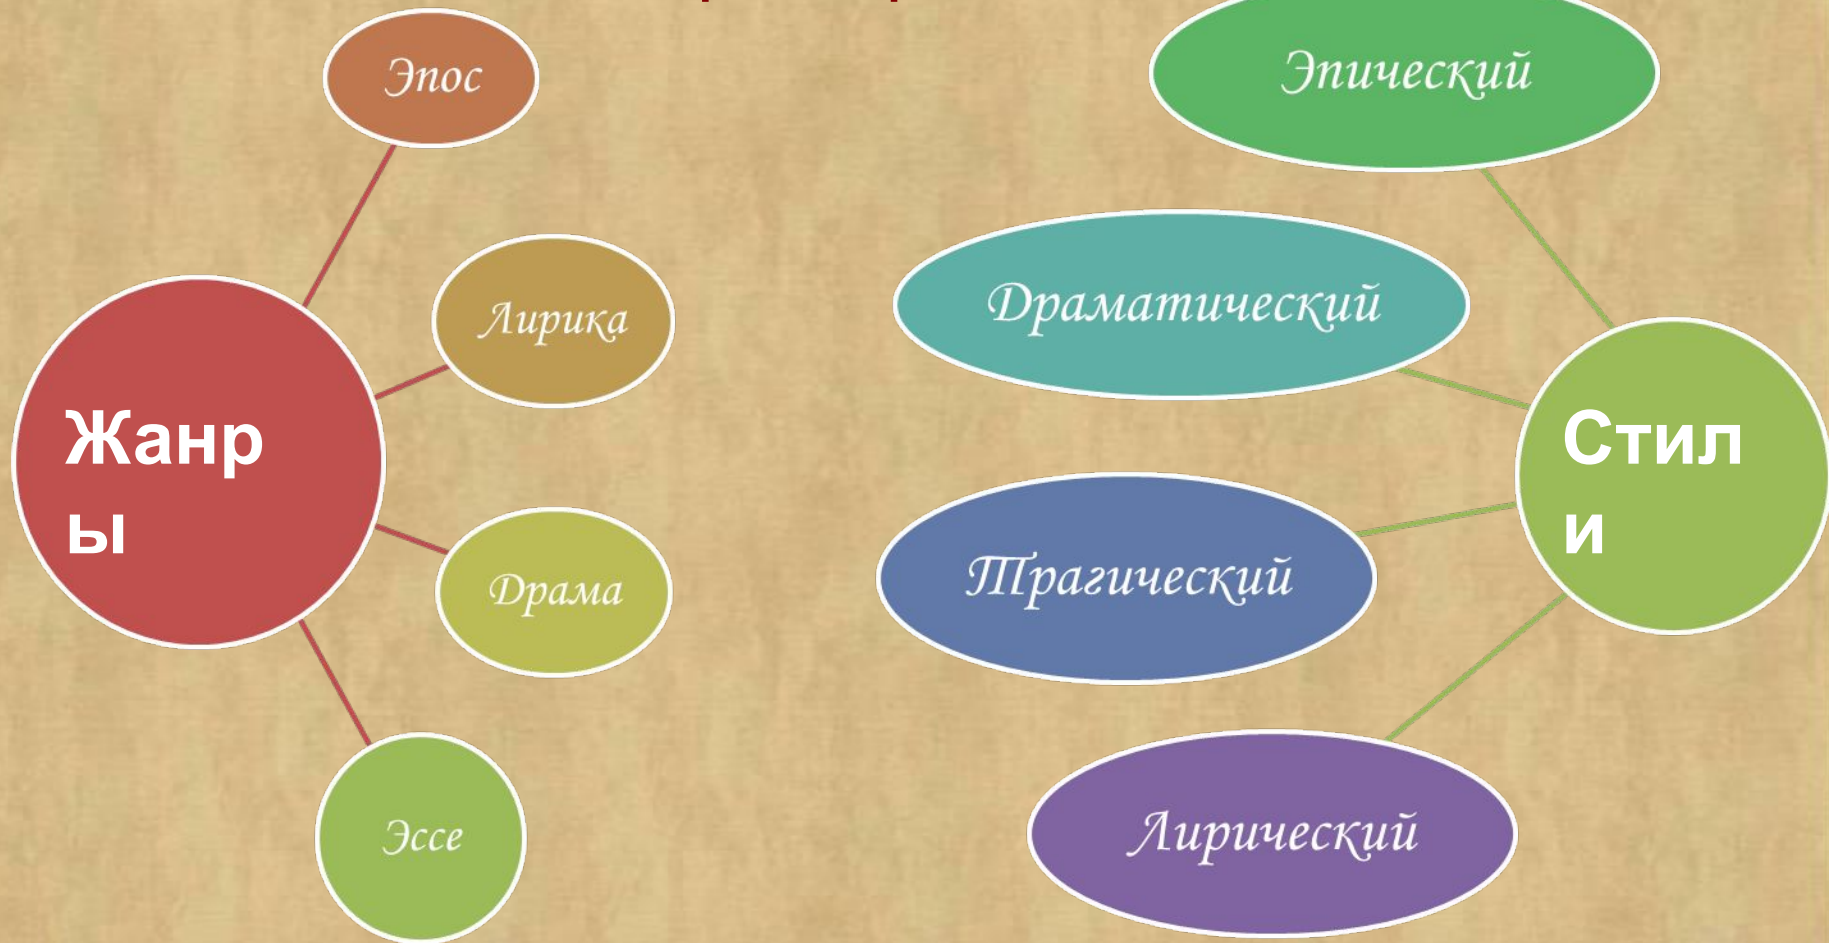 Эпос
Лирика
Жанр
ы
Драма
Эссе
Эпический
Драматический
Стил
и
Трагический
Лирический